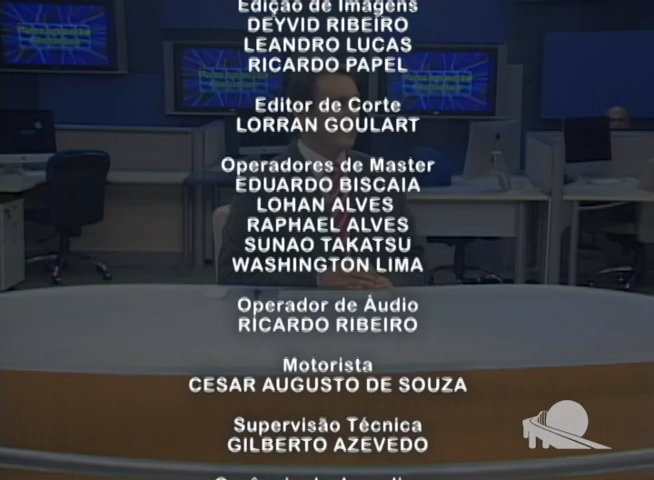 Edição de Imagens
DEYVID RIBEIRO
LEANDRO LUCAS
RICARDO PAPEL
Editor de Corte
LORRAN GOULART
Operadores de Master
EDUARDO BISCAIA
LOHAN ALVES
RAPHAEL ALVES
SUNAO TAKATSU
WASHINGTON LIMA
Operador de Áudio
RICARDO RIBEIRO
Motorista
CESAR AUGUSTO DE SOUZA
Supervisão Técnica
GILBERTO AZEVEDO